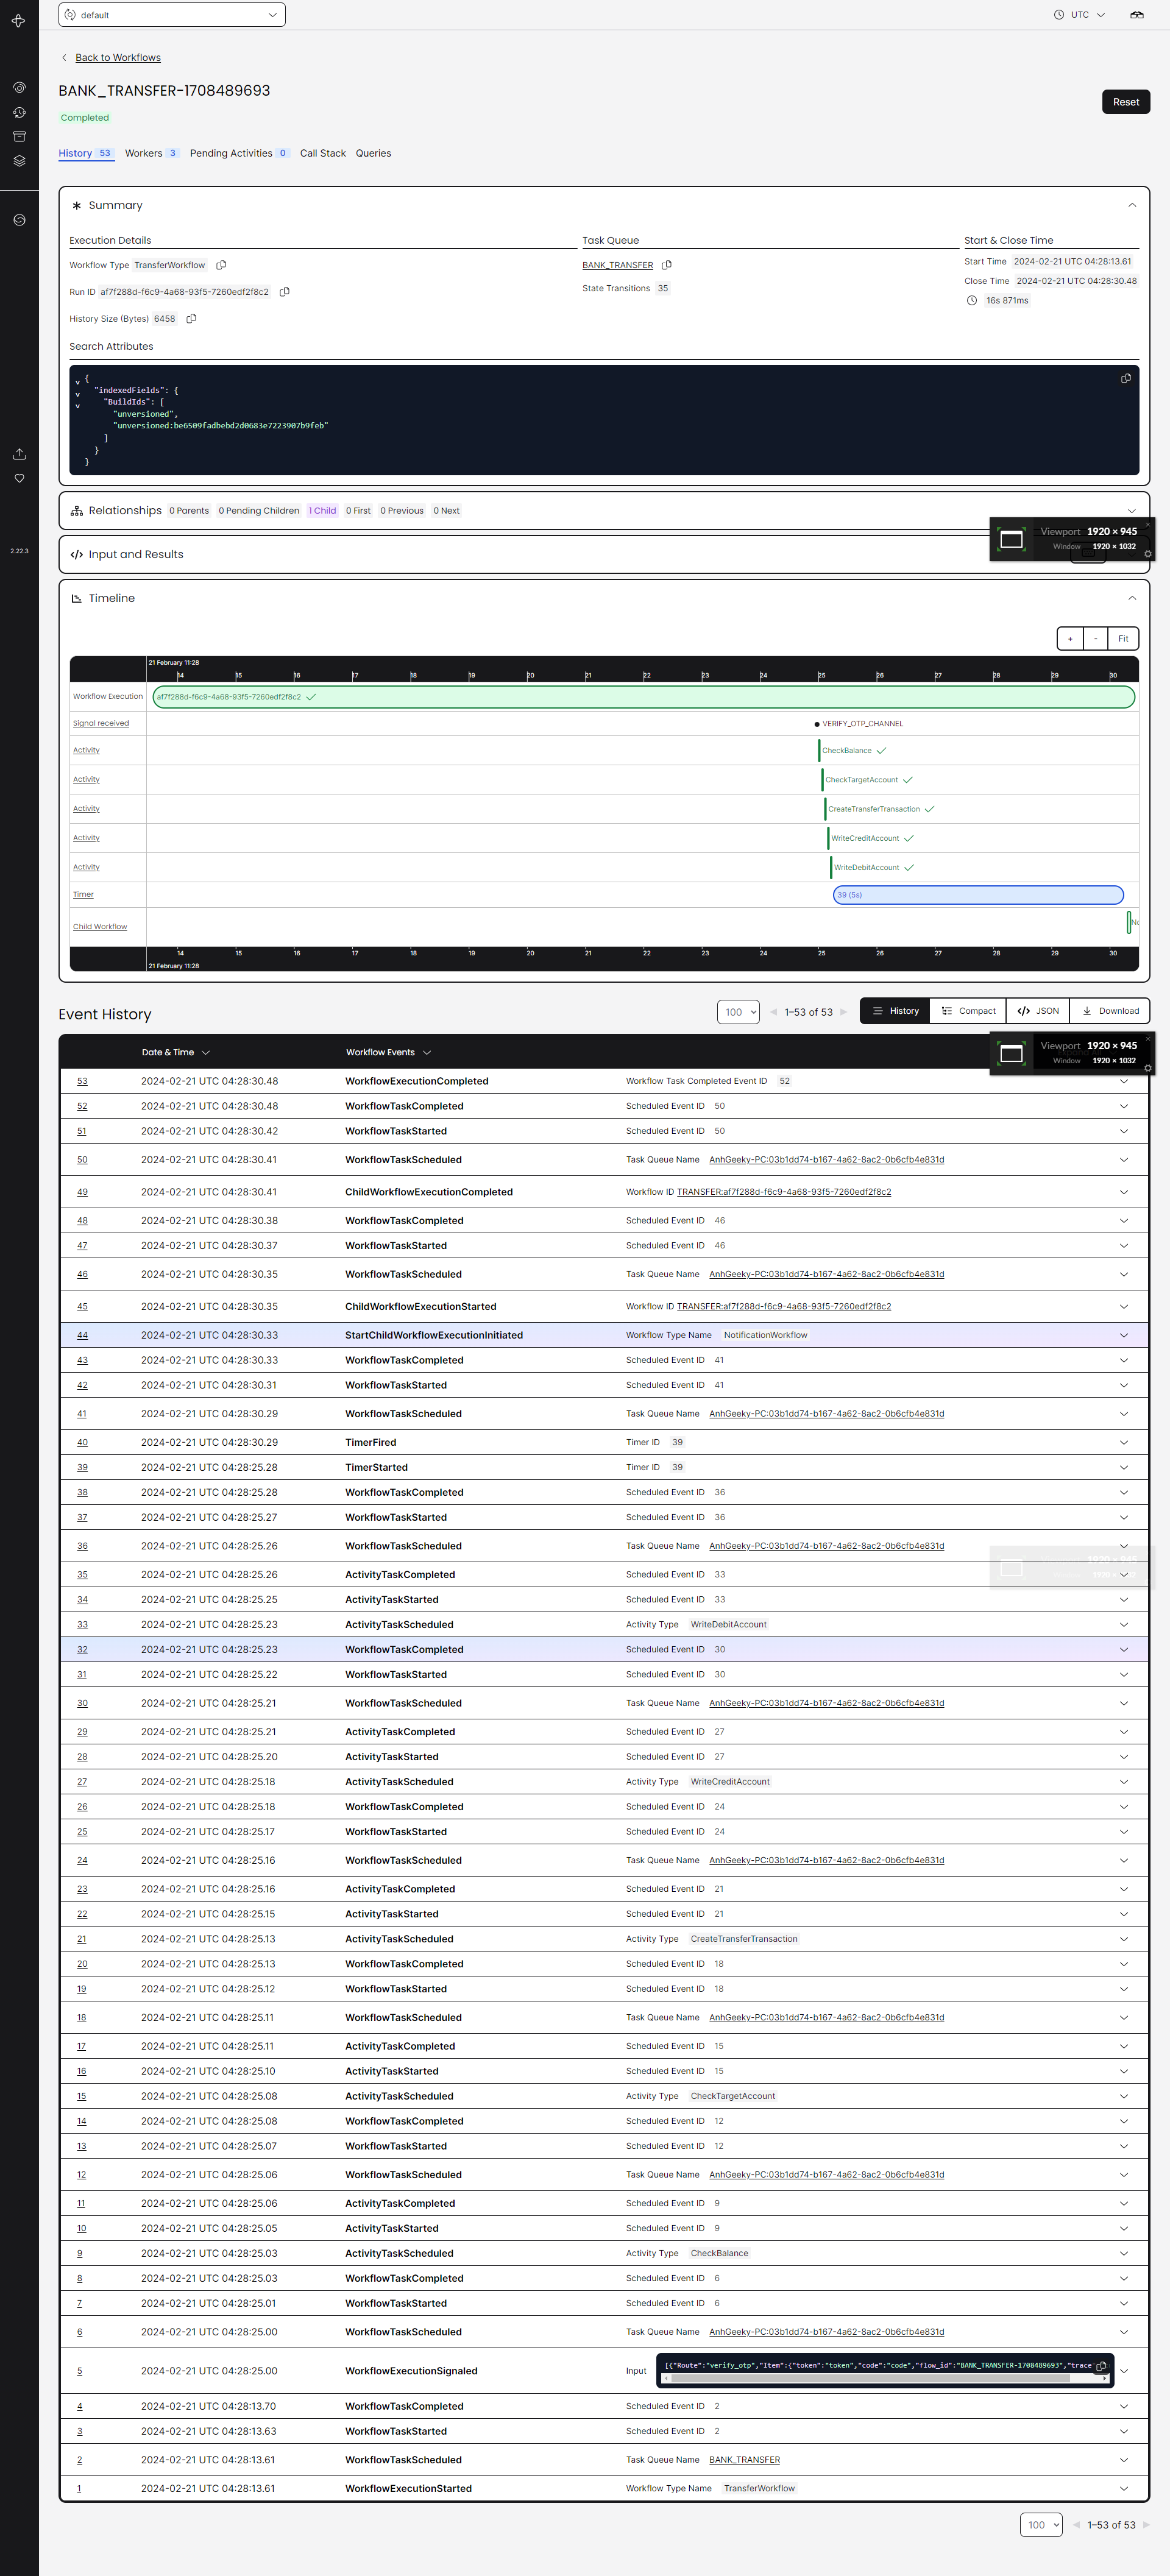 default
UTC
Back to Workflows
BANK_TRANSFER-1708489693
Reset
Completed
History 53 Workers 3 Pending Activities 0 Call Stack Queries
Summary
Execution Details Task Queue Start & Close Time
Workflow Type TransferWorkflow BANK_TRANSFER Start Time 2024-02-21 UTC 04:28:13.61
Run ID af7f288d-f6c9-4a68-93f5-7260edf2f8c2 State Transitions 35 Close Time 2024-02-21 UTC 04:28:30.48
16s 871ms
History Size (Bytes) 6458
Search Attributes
{
"indexedFields": {
"BuildIds": [
"unversioned",
"unversioned:be6509fadbebd2d0683e7223907b9feb"
]
}
}
Relationships 0 Parents 0 Pending Children 1 Child 0 First 0 Previous 0 Next
Viewport 1920 × 945
Window 1920 × 1032
2.22.3
Input and Results
Timeline
+ - Fit
21 February 11:28
14 15 16 17 18 19 20 21 22 23 24 25 26 27 28 29 30
Workflow Execution af7f288d-f6c9-4a68-93f5-7260edf2f8c2
Signal received VERIFY_OTP_CHANNEL
Activity CheckBalance
Activity CheckTargetAccount
Activity CreateTransferTransaction
Activity WriteCreditAccount
Activity WriteDebitAccount
Timer 39 (5s)
Child Workflow
14 15 16 17 18 19 20 21 22 23 24 25 26 27 28 29 30
21 February 11:28
Event History 100 1–53 of 53 History Compact JSON Download
Date & Time Workflow Events
Viewport 1920 × 945
Window 1920 × 1032
53 2024-02-21 UTC 04:28:30.48 WorkflowExecutionCompleted Workflow Task Completed Event ID 52
52 2024-02-21 UTC 04:28:30.48 WorkflowTaskCompleted Scheduled Event ID 50
51 2024-02-21 UTC 04:28:30.42 WorkflowTaskStarted Scheduled Event ID 50
50 2024-02-21 UTC 04:28:30.41 WorkflowTaskScheduled Task Queue Name AnhGeeky-PC:03b1dd74-b167-4a62-8ac2-0b6cfb4e831d
49 2024-02-21 UTC 04:28:30.41 ChildWorkflowExecutionCompleted Workflow ID TRANSFER:af7f288d-f6c9-4a68-93f5-7260edf2f8c2
48 2024-02-21 UTC 04:28:30.38 WorkflowTaskCompleted Scheduled Event ID 46
47 2024-02-21 UTC 04:28:30.37 WorkflowTaskStarted Scheduled Event ID 46
46 2024-02-21 UTC 04:28:30.35 WorkflowTaskScheduled Task Queue Name AnhGeeky-PC:03b1dd74-b167-4a62-8ac2-0b6cfb4e831d
45 2024-02-21 UTC 04:28:30.35 ChildWorkflowExecutionStarted Workflow ID TRANSFER:af7f288d-f6c9-4a68-93f5-7260edf2f8c2
44 2024-02-21 UTC 04:28:30.33 StartChildWorkflowExecutionInitiated Workflow Type Name NotificationWorkflow
43 2024-02-21 UTC 04:28:30.33 WorkflowTaskCompleted Scheduled Event ID 41
42 2024-02-21 UTC 04:28:30.31 WorkflowTaskStarted Scheduled Event ID 41
41 2024-02-21 UTC 04:28:30.29 WorkflowTaskScheduled Task Queue Name AnhGeeky-PC:03b1dd74-b167-4a62-8ac2-0b6cfb4e831d
40 2024-02-21 UTC 04:28:30.29 TimerFired Timer ID 39
39 2024-02-21 UTC 04:28:25.28 TimerStarted Timer ID 39
38 2024-02-21 UTC 04:28:25.28 WorkflowTaskCompleted Scheduled Event ID 36
37 2024-02-21 UTC 04:28:25.27 WorkflowTaskStarted Scheduled Event ID 36
36 2024-02-21 UTC 04:28:25.26 WorkflowTaskScheduled Task Queue Name AnhGeeky-PC:03b1dd74-b167-4a62-8ac2-0b6cfb4e831d
35 2024-02-21 UTC 04:28:25.26 ActivityTaskCompleted Scheduled Event ID 33
34 2024-02-21 UTC 04:28:25.25 ActivityTaskStarted Scheduled Event ID 33
33 2024-02-21 UTC 04:28:25.23 ActivityTaskScheduled Activity Type WriteDebitAccount
32 2024-02-21 UTC 04:28:25.23 WorkflowTaskCompleted Scheduled Event ID 30
31 2024-02-21 UTC 04:28:25.22 WorkflowTaskStarted Scheduled Event ID 30
30 2024-02-21 UTC 04:28:25.21 WorkflowTaskScheduled Task Queue Name AnhGeeky-PC:03b1dd74-b167-4a62-8ac2-0b6cfb4e831d
29 2024-02-21 UTC 04:28:25.21 ActivityTaskCompleted Scheduled Event ID 27
28 2024-02-21 UTC 04:28:25.20 ActivityTaskStarted Scheduled Event ID 27
27 2024-02-21 UTC 04:28:25.18 ActivityTaskScheduled Activity Type WriteCreditAccount
26 2024-02-21 UTC 04:28:25.18 WorkflowTaskCompleted Scheduled Event ID 24
25 2024-02-21 UTC 04:28:25.17 WorkflowTaskStarted Scheduled Event ID 24
24 2024-02-21 UTC 04:28:25.16 WorkflowTaskScheduled Task Queue Name AnhGeeky-PC:03b1dd74-b167-4a62-8ac2-0b6cfb4e831d
23 2024-02-21 UTC 04:28:25.16 ActivityTaskCompleted Scheduled Event ID 21
22 2024-02-21 UTC 04:28:25.15 ActivityTaskStarted Scheduled Event ID 21
21 2024-02-21 UTC 04:28:25.13 ActivityTaskScheduled Activity Type CreateTransferTransaction
20 2024-02-21 UTC 04:28:25.13 WorkflowTaskCompleted Scheduled Event ID 18
19 2024-02-21 UTC 04:28:25.12 WorkflowTaskStarted Scheduled Event ID 18
18 2024-02-21 UTC 04:28:25.11 WorkflowTaskScheduled Task Queue Name AnhGeeky-PC:03b1dd74-b167-4a62-8ac2-0b6cfb4e831d
17 2024-02-21 UTC 04:28:25.11 ActivityTaskCompleted Scheduled Event ID 15
16 2024-02-21 UTC 04:28:25.10 ActivityTaskStarted Scheduled Event ID 15
15 2024-02-21 UTC 04:28:25.08 ActivityTaskScheduled Activity Type CheckTargetAccount
14 2024-02-21 UTC 04:28:25.08 WorkflowTaskCompleted Scheduled Event ID 12
13 2024-02-21 UTC 04:28:25.07 WorkflowTaskStarted Scheduled Event ID 12
12 2024-02-21 UTC 04:28:25.06 WorkflowTaskScheduled Task Queue Name AnhGeeky-PC:03b1dd74-b167-4a62-8ac2-0b6cfb4e831d
11 2024-02-21 UTC 04:28:25.06 ActivityTaskCompleted Scheduled Event ID 9
10 2024-02-21 UTC 04:28:25.05 ActivityTaskStarted Scheduled Event ID 9
9 2024-02-21 UTC 04:28:25.03 ActivityTaskScheduled Activity Type CheckBalance
8 2024-02-21 UTC 04:28:25.03 WorkflowTaskCompleted Scheduled Event ID 6
7 2024-02-21 UTC 04:28:25.01 WorkflowTaskStarted Scheduled Event ID 6
6 2024-02-21 UTC 04:28:25.00 WorkflowTaskScheduled Task Queue Name AnhGeeky-PC:03b1dd74-b167-4a62-8ac2-0b6cfb4e831d
5 2024-02-21 UTC 04:28:25.00 WorkflowExecutionSignaled Input [{"Route":"verify_otp","Item":{"token":"token","code":"code","flow_id":"BANK_TRANSFER-1708489693","trace
4 2024-02-21 UTC 04:28:13.70 WorkflowTaskCompleted Scheduled Event ID 2
3 2024-02-21 UTC 04:28:13.63 WorkflowTaskStarted Scheduled Event ID 2
2 2024-02-21 UTC 04:28:13.61 WorkflowTaskScheduled Task Queue Name BANK_TRANSFER
1 2024-02-21 UTC 04:28:13.61 WorkflowExecutionStarted Workflow Type Name TransferWorkflow
100 1–53 of 53